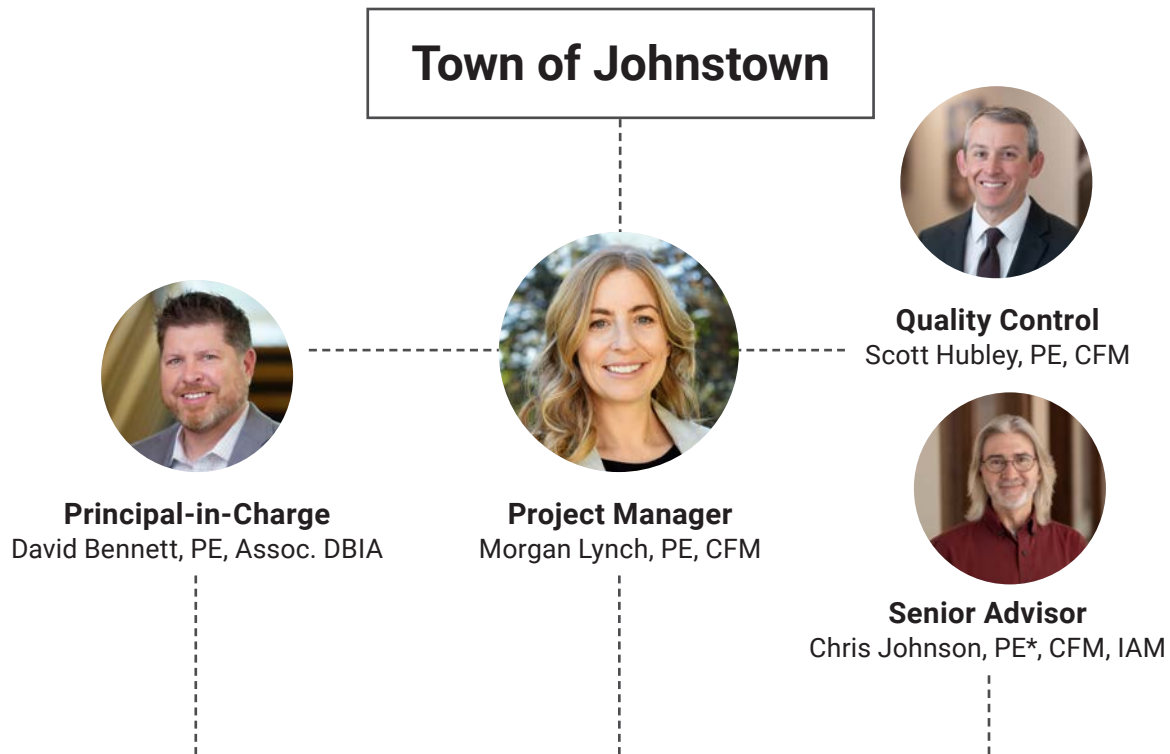 Town of Johnstown
Quality Control
Scott Hubley, PE, CFM
Principal-in-Charge
David Bennett, PE, Assoc. DBIA
Project Manager
Morgan Lynch, PE, CFM
Senior Advisor
Chris Johnson, PE*, CFM, IAM